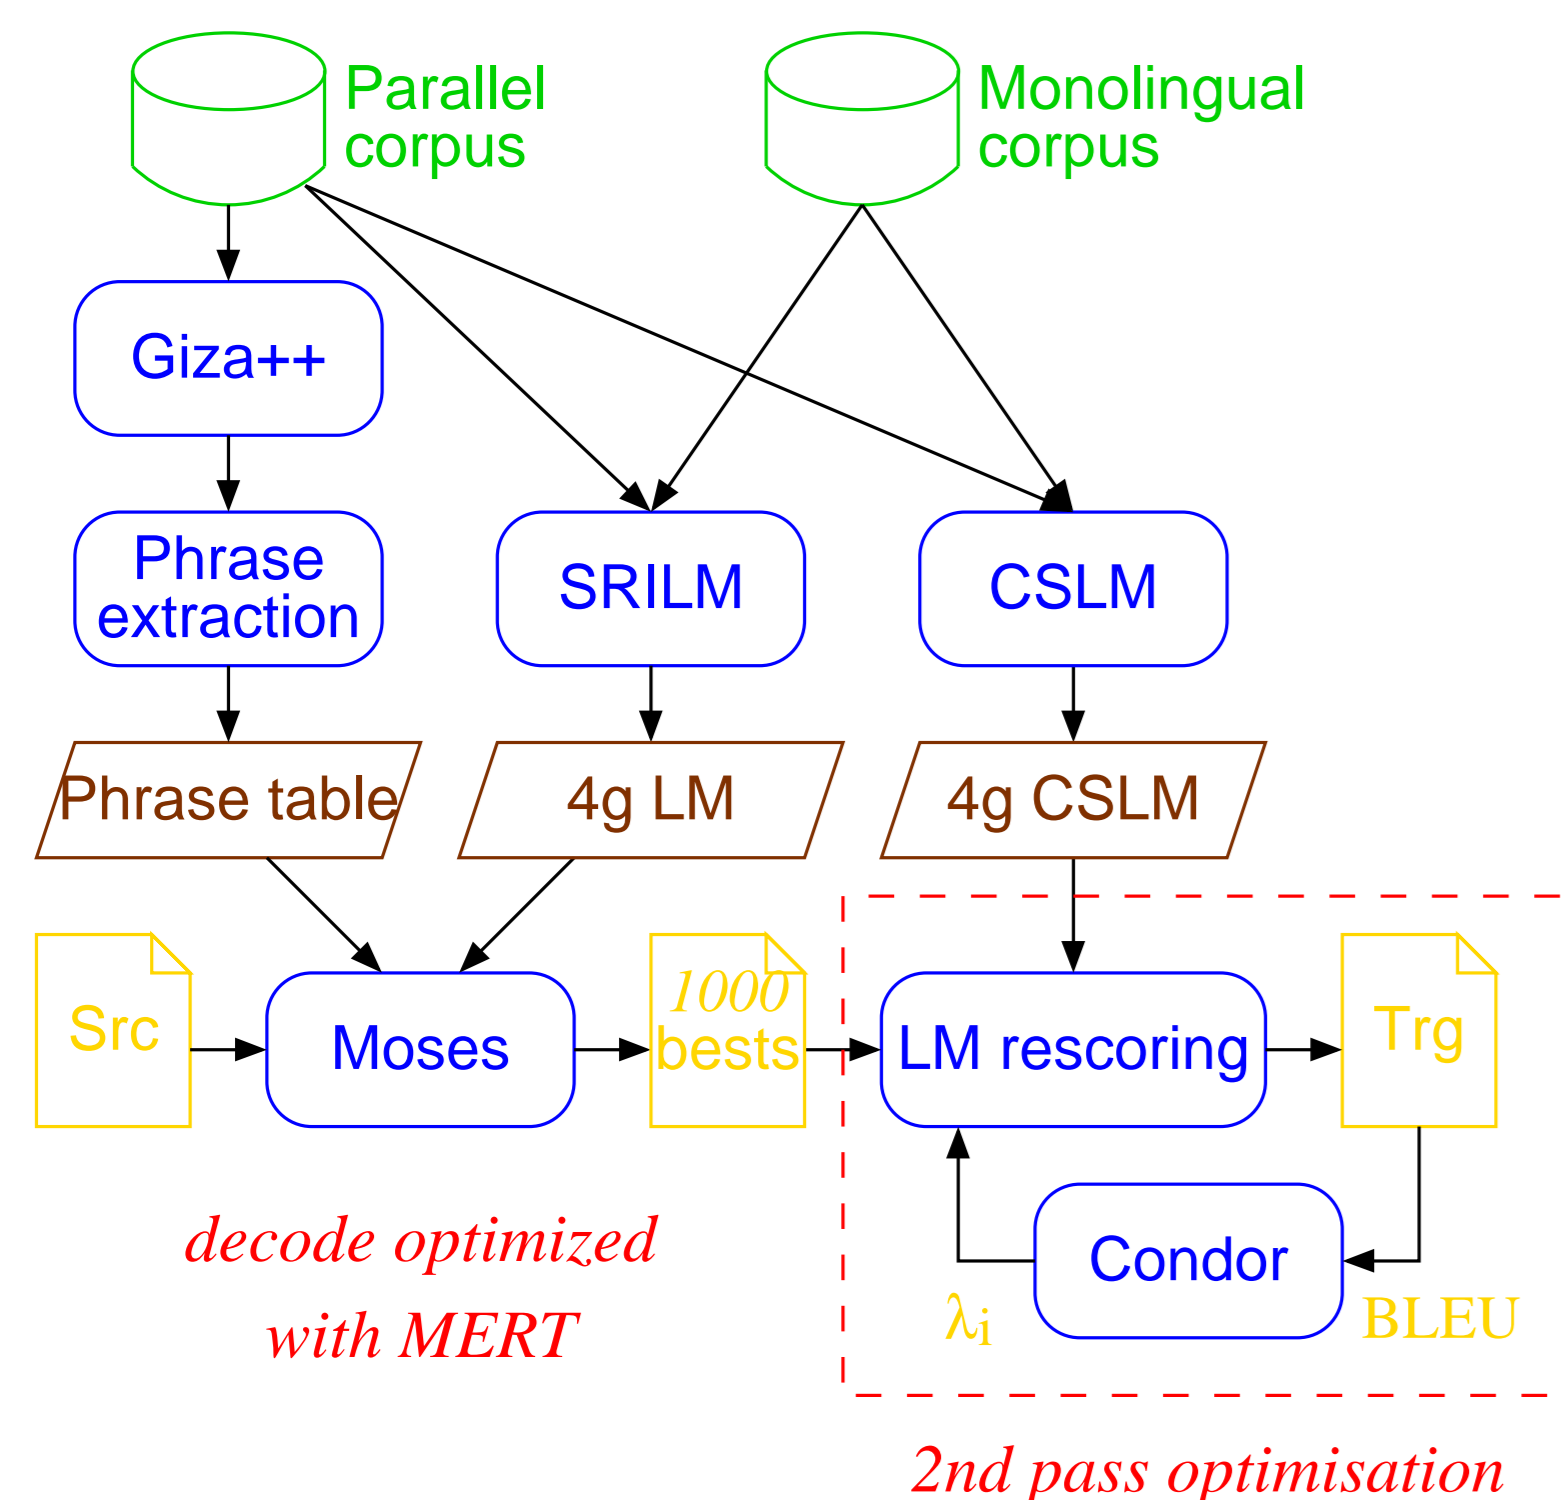 Parallel
corpus
Monolingual
corpus
Giza++
Phrase
extraction
SRILM
CSLM
Phrase table
4g LM
4g CSLM
Src
Moses
1000
bests
LM rescoring
Trg
decode optimized
with MERT
Condor
λi
BLEU
2nd pass optimisation